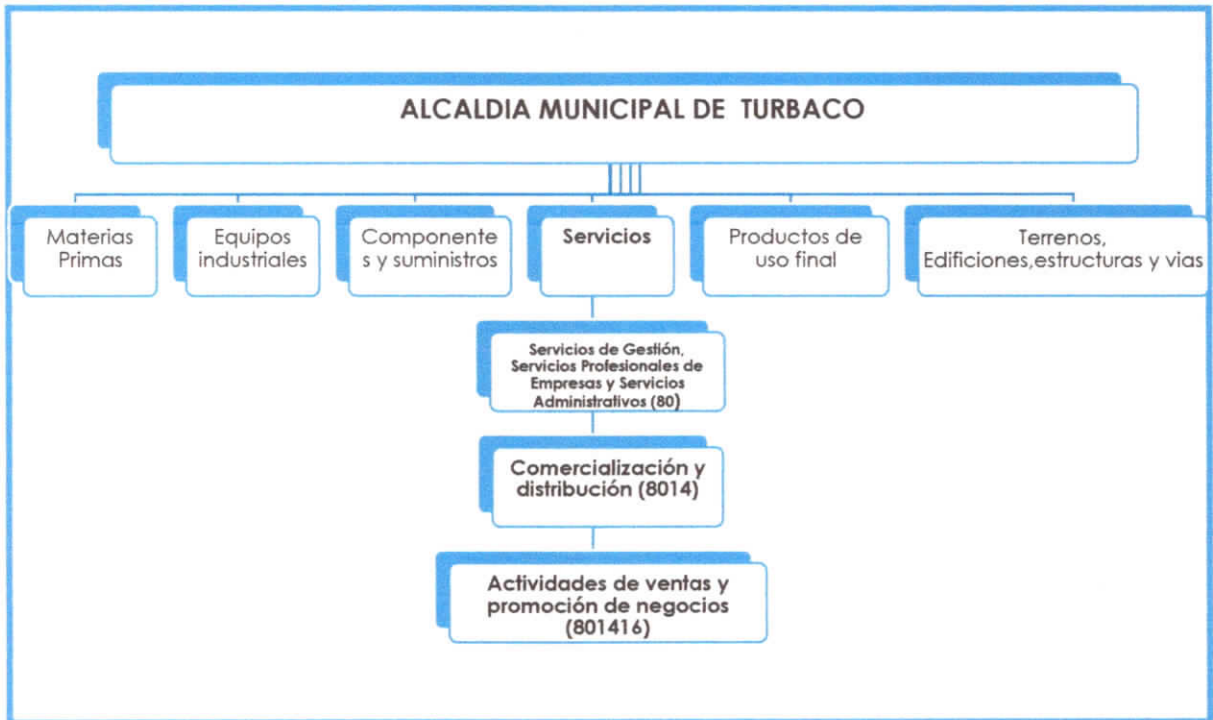 ALCALDIA MUNICIPAL DE TURBACO
Materias
Primas
Equipos
industriales
Componente
s y suministros
Servicios
Productos de
uso final
Terrenos,
Edificiones,estructuras y vias
Servicios de Gestión,
Servicios Profesionales de
Empresas y Servicios
Administrativos (80)
Comercialización y
distribución (8014)
Actividades de ventas y
promoción de negocios
(801416)